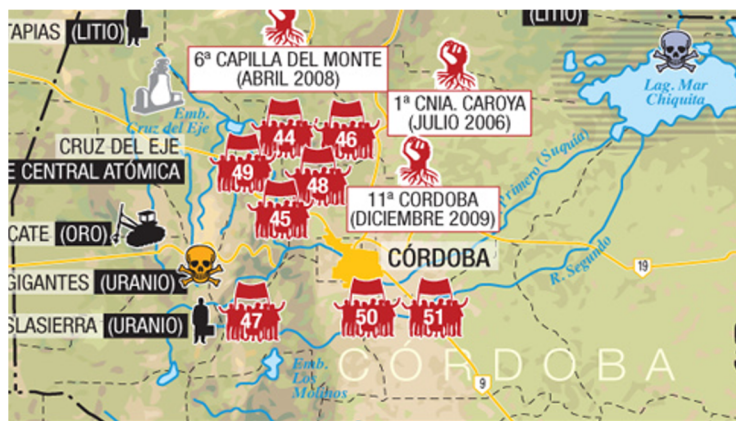 TAPIAS (LITIO)
(LITIO)
6ª CAPILLA DEL MONTE
(ABRIL 2008)
1ª CNIA. CAROYA
(JULIO 2006)
Lag. Mar
Chiquita
Emb.
Cruz del Eje
CRUZ DEL EJE
E CENTRAL ATÓMICA
44
46
49
48
45
11ª CORDOBA
(DICIEMBRE 2009)
Primero (Suquía)
CATE (ORO)
CÓRDOBA
R. Segundo
19
GIGANTES (URANIO)
SLASIERRA (URANIO)
47
50
51
CÓRDOBA
Emb.
Los
Molinos
9